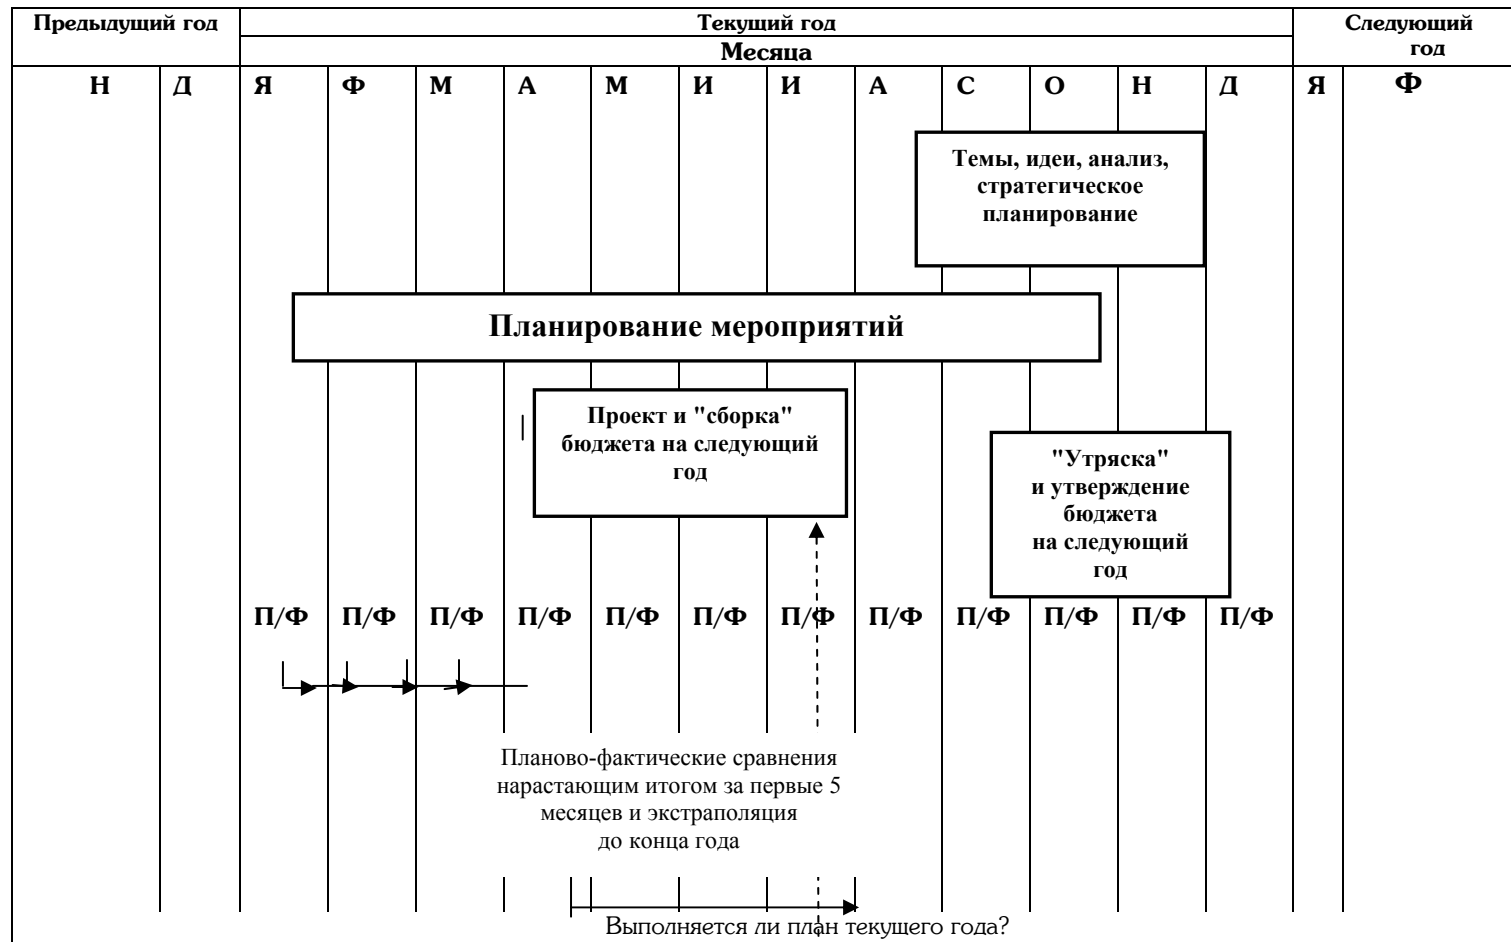 Предыдущий год Текущий год Следующий год
Месяца
Н Д Я Ф М А М И И А С О Н Д Я Ф
Темы, идеи, анализ,
стратегическое
планирование
Планирование мероприятий
Проект и "сборка"
бюджета на следующий
год
"Утряска"
и утверждение
бюджета
на следующий
год
П/Ф П/Ф П/Ф П/Ф П/Ф П/Ф П/Ф П/Ф П/Ф П/Ф П/Ф П/Ф
Планово-фактические сравнения
нарастающим итогом за первые 5
месяцев и экстраполяция
до конца года
Выполняется ли план текущего года?